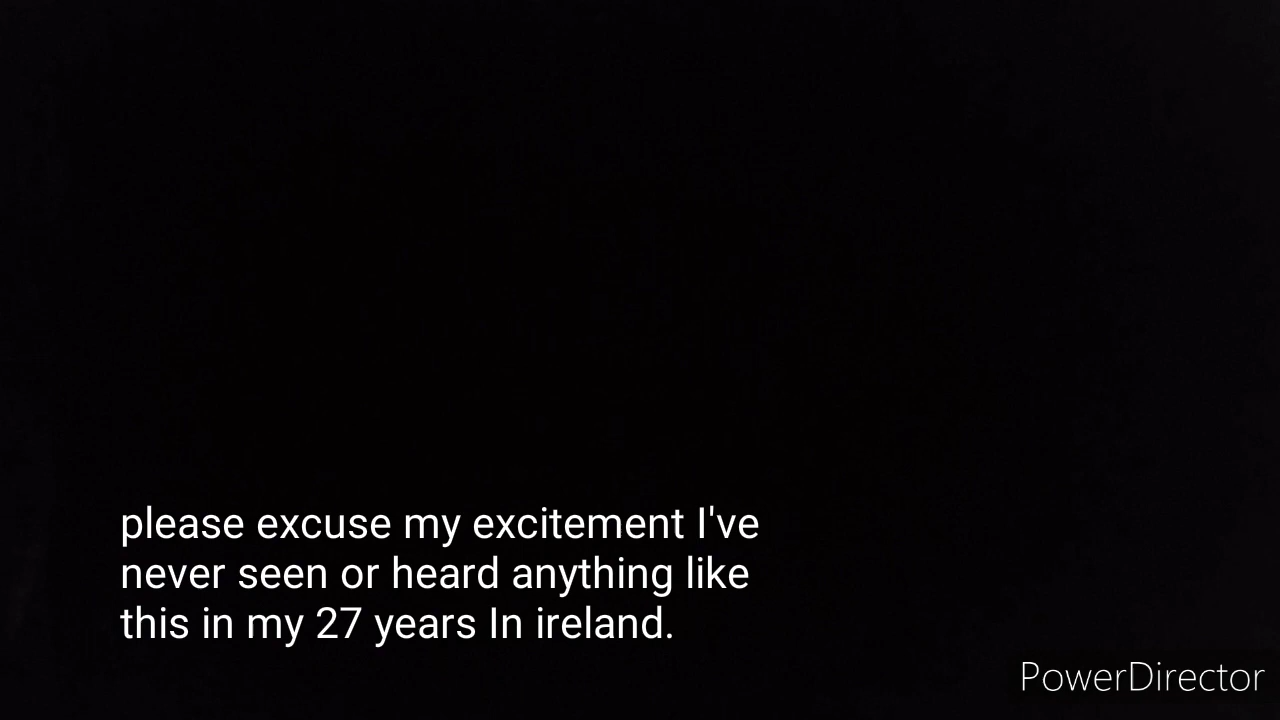 please excuse my excitement I've
never seen or heard anything like
this in my 27 years In ireland.
PowerDirector